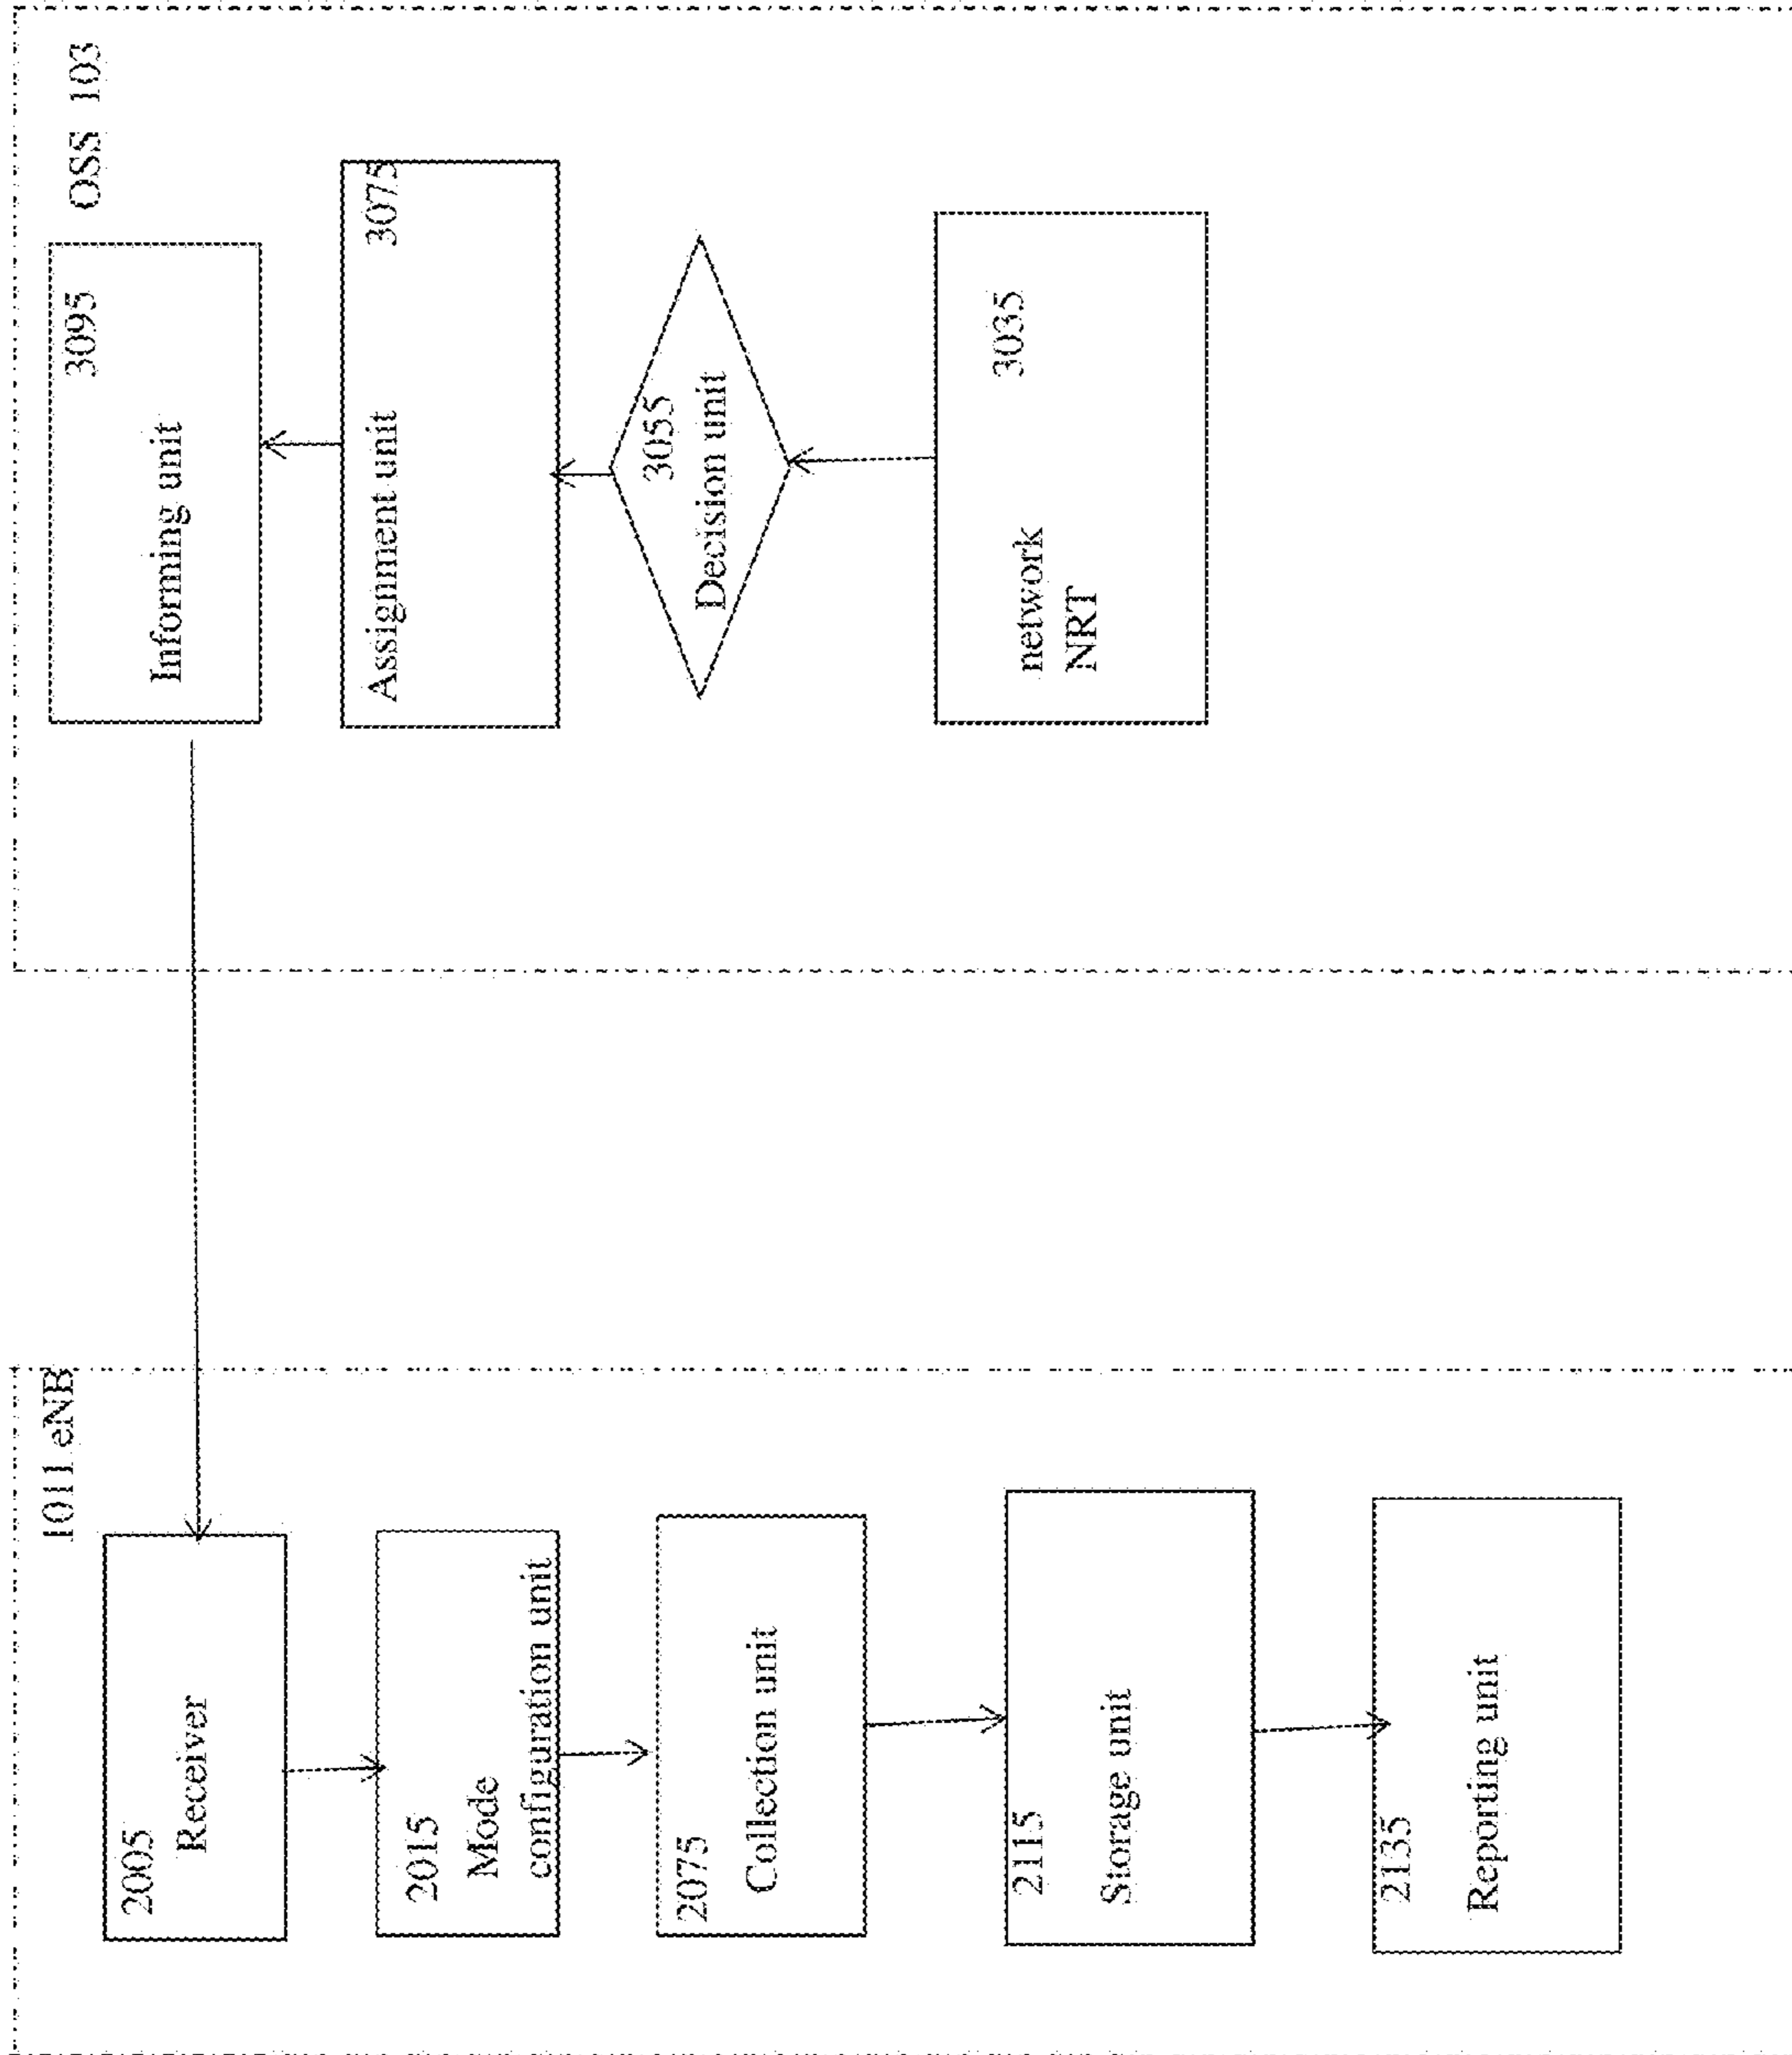 1011 eNB
2005
Receiver
2015
Mode
configuration unit
2075
Collection unit
2115
Storage unit
2135
Reporting unit
OSS 103
3095
Informing unit
3075
Assignment unit
3055
Decision unit
3035
network
NRT